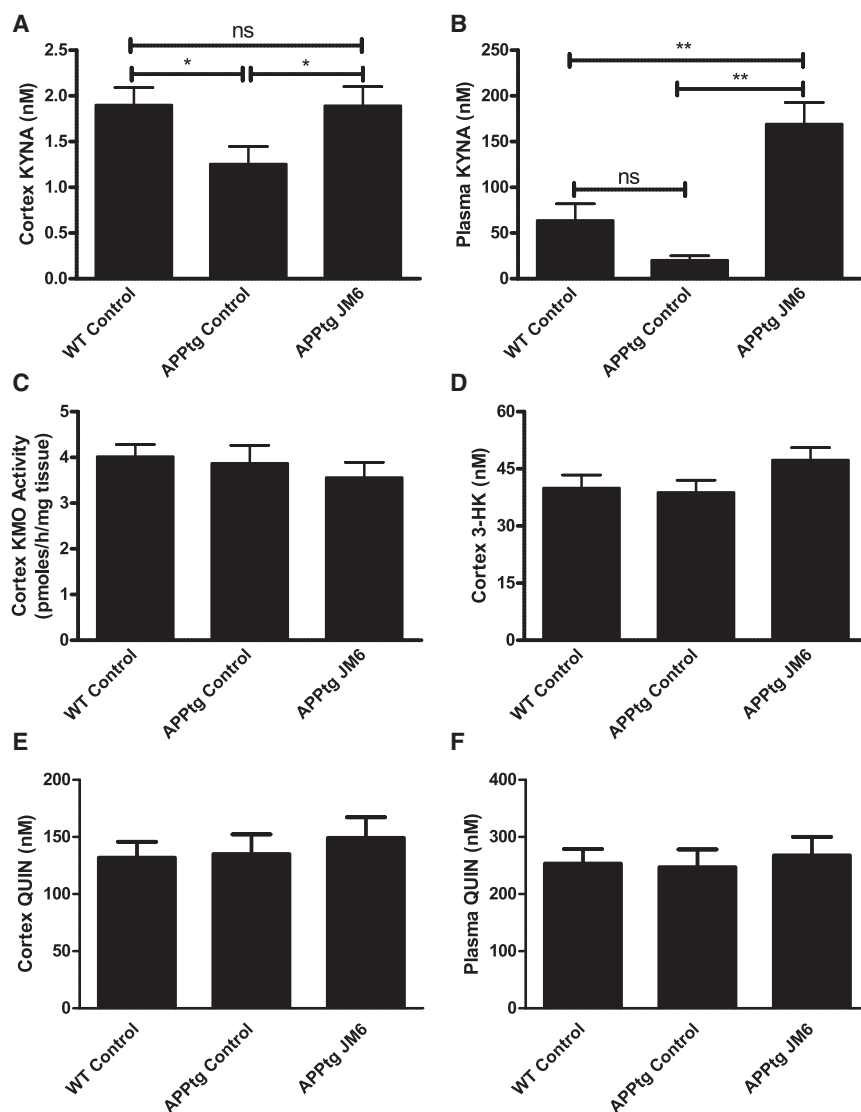 A
ns
*
*
2.5
2.0
1.5
1.0
0.5
0.0
Cortex KYNA (nM)
WT Control
APPtg Control
APPtg JM6
B
**
**
ns
250
200
150
100
50
0
Plasma KYNA (nM)
WT Control
APPtg Control
APPtg JM6
C
5
4
3
2
1
0
Cortex KMO Activity
(pmoles/h/mg tissue)
WT Control
APPtg Control
APPtg JM6
D
60
45
30
15
0
Cortex 3-HK (nM)
WT Control
APPtg Control
APPtg JM6
E
200
150
100
50
0
Cortex QUIN (nM)
WT Control
APPtg Control
APPtg JM6
F
400
300
200
100
0
Plasma QUIN (nM)
WT Control
APPtg Control
APPtg JM6